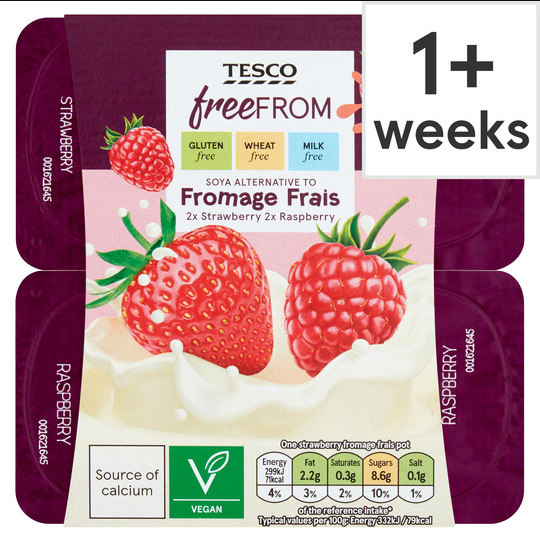 1+
weeks
TESCO
freeFROM
GLUTEN
free
WHEAT
free
MILK
free
SOYA ALTERNATIVE TO
Fromage Frais
2x Strawberry 2x Raspberry
STRAWBERRY
001621645
RASPBERRY
001621645
RASPBERRY
001621645
Source of
calcium
VEGAN
One strawberry fromage frais pot
Energy
299kJ
71kcal
4%
Fat
2.2g
3%
Saturates
0.3g
2%
Sugars
8.6g
10%
Salt
0.1g
1%
of the reference intake*
Typical values per 100g: Energy 332kJ / 79kcal